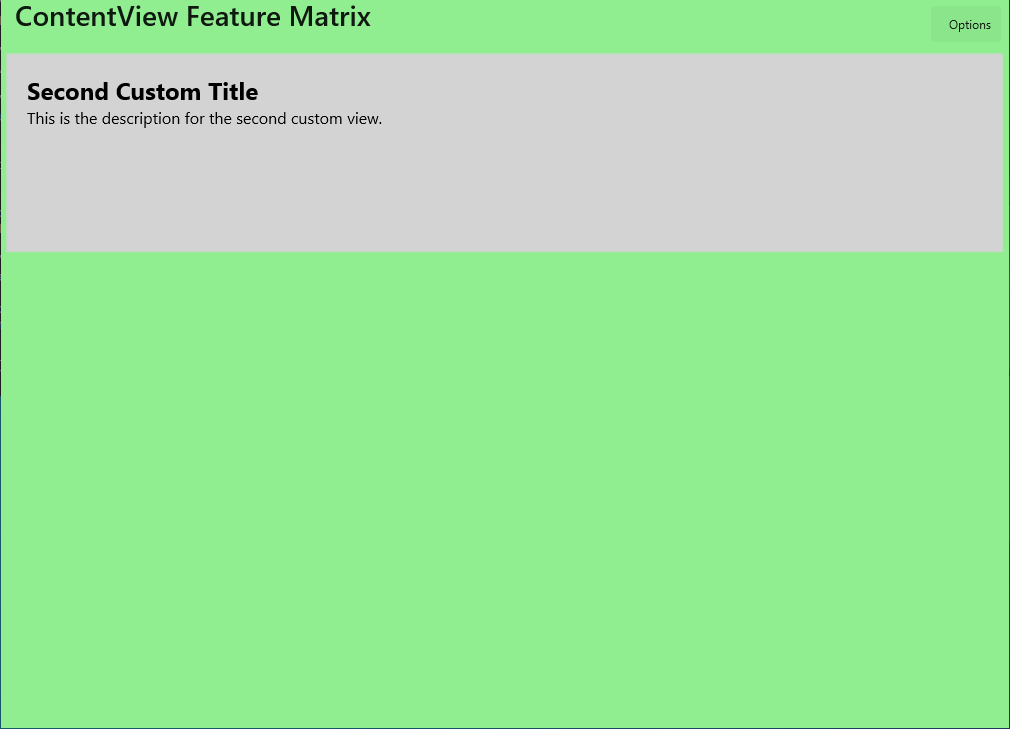 ContentView Feature Matrix
Options
Second Custom Title
This is the description for the second custom view.